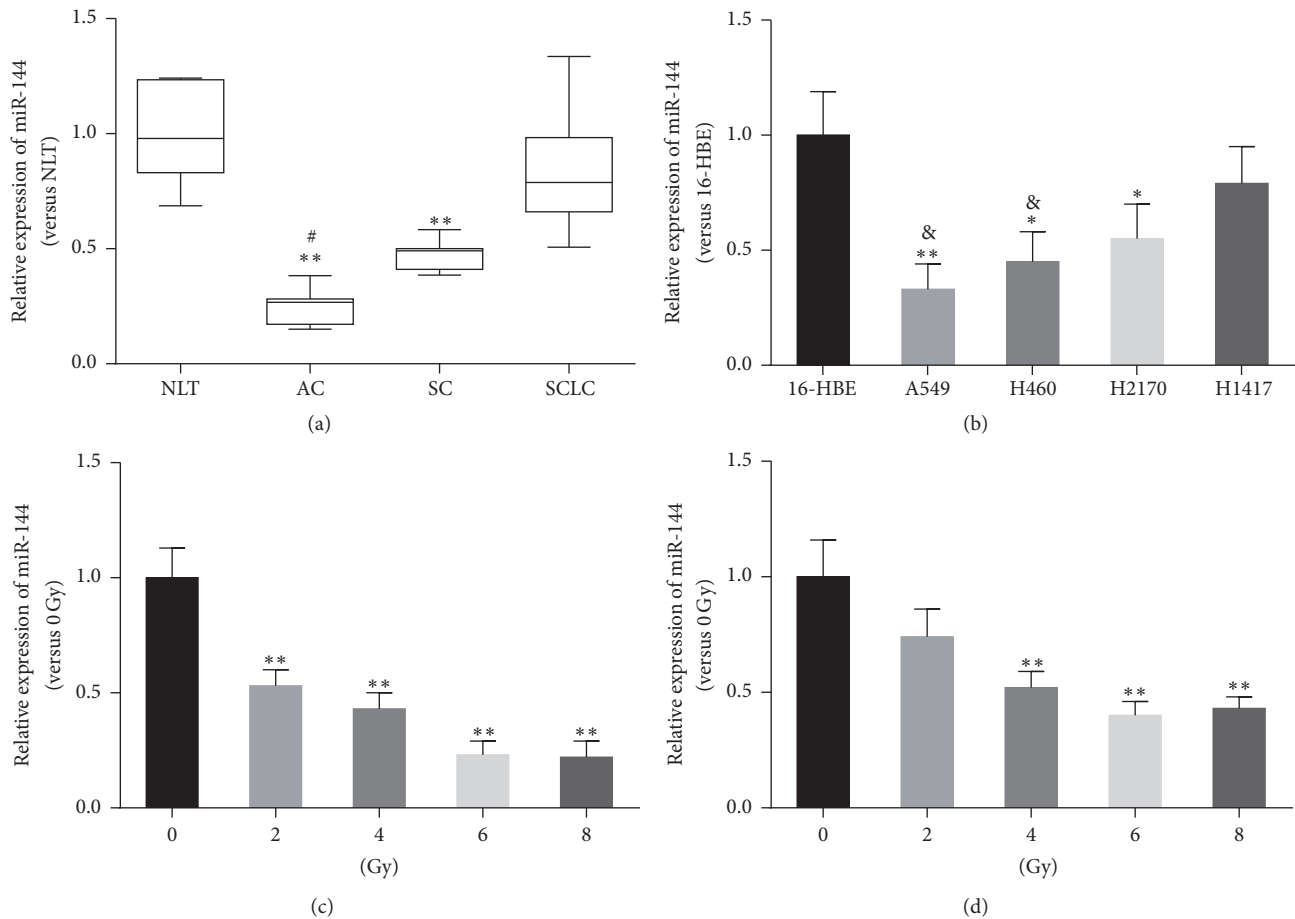 Relative expression of miR-144
(versus NLT)
1.5
1.0
0.5
0.0
#
**
**
NLT AC SC SCLC
(a)
Relative expression of miR-144
(versus 16-HBE)
1.5
1.0
0.5
0.0
&
**
&
*
*
16-HBE A549 H460 H2170 H1417
(b)
Relative expression of miR-144
(versus 0 Gy)
1.5
1.0
0.5
0.0
**
**
**
**
0 2 4 6 8
(Gy)
(c)
Relative expression of miR-144
(versus 0 Gy)
1.5
1.0
0.5
0.0
**
**
**
0 2 4 6 8
(Gy)
(d)